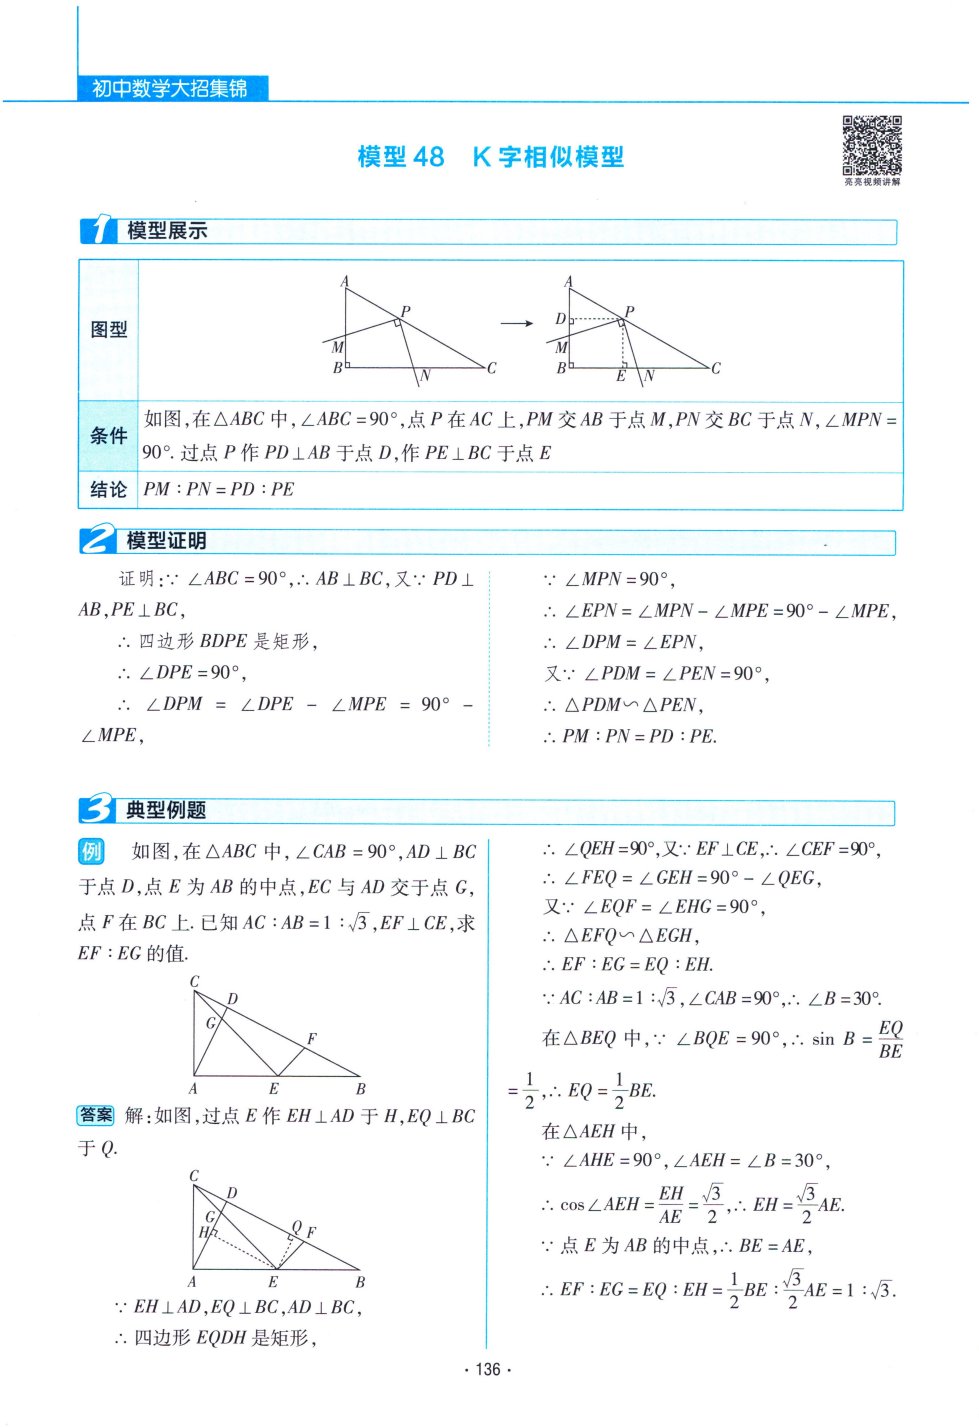 初中数学大招集锦
模型 48 K 字相似模型
亮亮视频讲解
1 模型展示
图型
A
P
M
B
N
C
A
D
P
M
B
E
N
C
条件
如图,在△ABC 中,∠ABC=90°,点 P 在 AC 上,PM 交 AB 于点 M,PN 交 BC 于点 N,∠MPN=
90°. 过点 P 作 PD⊥AB 于点 D,作 PE⊥BC 于点 E
结论 PM∶PN=PD∶PE
2 模型证明
证明:∵ ∠ABC=90°,∴ AB⊥BC,又∵ PD⊥
AB,PE⊥BC,
∴ 四边形 BDPE 是矩形,
∴ ∠DPE=90°,
∴ ∠DPM = ∠DPE - ∠MPE = 90° -
∠MPE,
∵ ∠MPN=90°,
∴ ∠EPN=∠MPN-∠MPE=90°-∠MPE,
∴ ∠DPM=∠EPN,
又∵ ∠PDM=∠PEN=90°,
∴ △PDM∽△PEN,
∴ PM∶PN=PD∶PE.
3 典型例题
例 如图,在△ABC 中,∠CAB=90°,AD⊥BC
于点 D,点 E 为 AB 的中点,EC 与 AD 交于点 G,
点 F 在 BC 上. 已知 AC∶AB=1∶√3,EF⊥CE,求
EF∶EG 的值.
C
D
G
F
A
E
B
答案 解:如图,过点 E 作 EH⊥AD 于 H,EQ⊥BC
于 Q.
C
D
G
H
Q
F
A
E
B
∵ EH⊥AD,EQ⊥BC,AD⊥BC,
∴ 四边形 EQDH 是矩形,
∴ ∠QEH=90°,又∵ EF⊥CE,∴ ∠CEF=90°,
∴ ∠FEQ=∠GEH=90°-∠QEG,
又∵ ∠EQF=∠EHG=90°,
∴ △EFQ∽△EGH,
∴ EF∶EG=EQ∶EH.
∵ AC∶AB=1∶√3,∠CAB=90°,∴ ∠B=30°.
在△BEQ 中,∵ ∠BQE=90°,∴ sin B=EQ/BE
=1/2,∴ EQ=1/2BE.
在△AEH 中,
∵ ∠AHE=90°,∠AEH=∠B=30°,
∴ cos∠AEH=EH/AE=√3/2,∴ EH=√3/2AE.
∵ 点 E 为 AB 的中点,∴ BE=AE,
∴ EF∶EG=EQ∶EH=1/2BE∶√3/2AE=1∶√3.
·136·